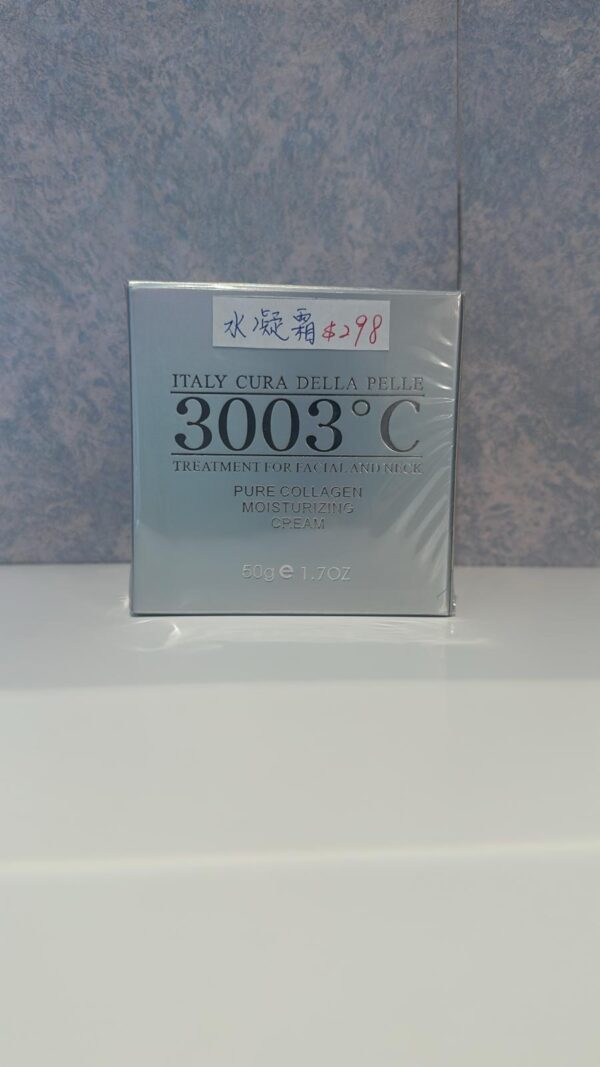 水凝霜 $298
ITALY CURA DELLA PELLE
3003°C
TREATMENT FOR FACIAL AND NECK
PURE COLLAGEN
MOISTURIZING
CREAM
50g e 1.7OZ